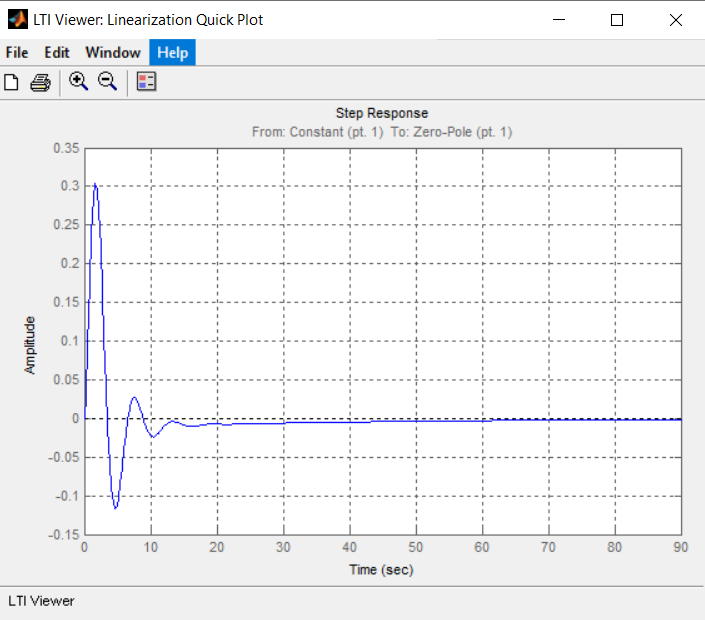 LTI Viewer: Linearization Quick Plot
File Edit Window Help
Step Response
From: Constant (pt. 1) To: Zero-Pole (pt. 1)
0.35
0.3
0.25
0.2
0.15
0.1
0.05
0
-0.05
-0.1
-0.15
Amplitude
0 10 20 30 40 50 60 70 80 90
Time (sec)
LTI Viewer